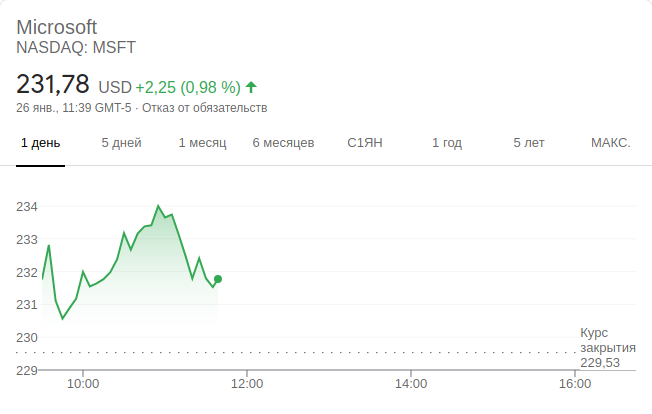 Microsoft
NASDAQ: MSFT
231,78 USD +2,25 (0,98 %)
26 янв., 11:39 GMT-5 · Отказ от обязательств
1 день 5 дней 1 месяц 6 месяцев С1ЯН 1 год 5 лет МАКС.
234
233
232
231
230
229
Курс
закрытия
229,53
10:00 12:00 14:00 16:00